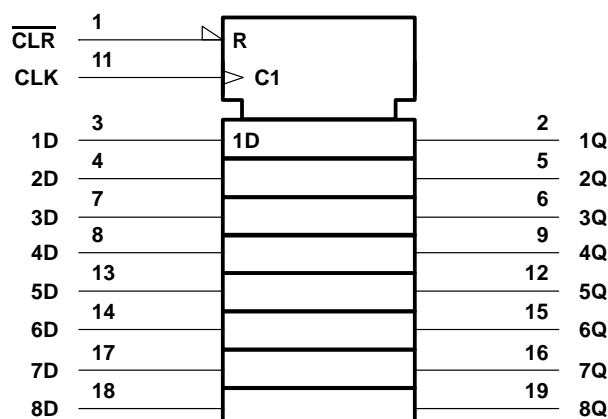 CLR 1 R
CLK 11 C1
1D 3 1D 2 1Q
2D 4 5 2Q
3D 7 6 3Q
4D 8 9 4Q
5D 13 12 5Q
6D 14 15 6Q
7D 17 16 7Q
8D 18 19 8Q